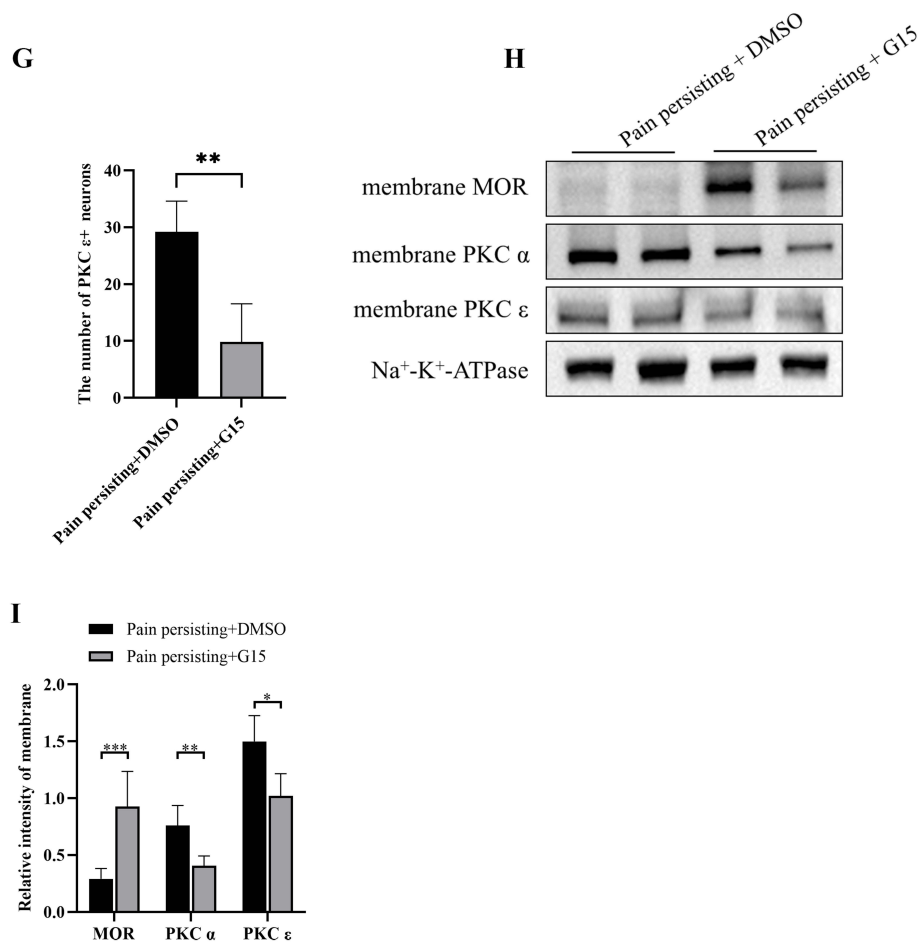 G
**
40
30
20
10
0
The number of PKC ε+ neurons
Pain persisting+DMSO
Pain persisting+G15
H
Pain persisting + DMSO
Pain persisting + G15
membrane MOR
membrane PKC α
membrane PKC ε
Na⁺-K⁺-ATPase
I
Pain persisting+DMSO
Pain persisting+G15
2.0
1.5
1.0
0.5
0.0
Relative intensity of membrane
***
**
*
MOR
PKC α
PKC ε